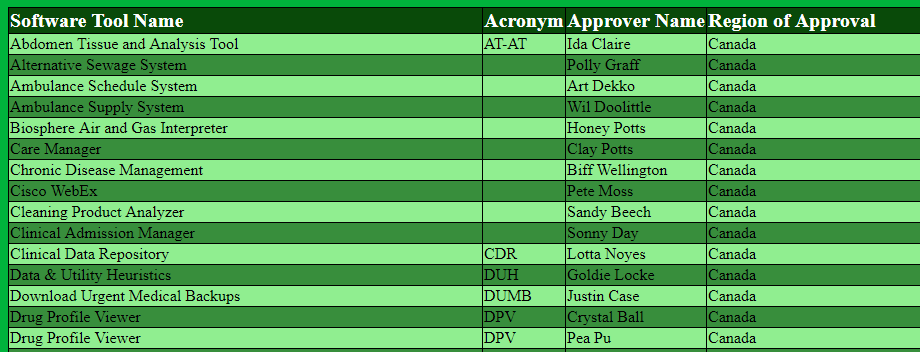 Software Tool Name Acronym Approver Name Region of Approval
Abdomen Tissue and Analysis Tool AT-AT Ida Claire Canada
Alternative Sewage System Polly Graff Canada
Ambulance Schedule System Art Dekko Canada
Ambulance Supply System Wil Doolittle Canada
Biosphere Air and Gas Interpreter Honey Potts Canada
Care Manager Clay Potts Canada
Chronic Disease Management Biff Wellington Canada
Cisco WebEx Pete Moss Canada
Cleaning Product Analyzer Sandy Beech Canada
Clinical Admission Manager Sonny Day Canada
Clinical Data Repository CDR Lotta Noyes Canada
Data & Utility Heuristics DUH Goldie Locke Canada
Download Urgent Medical Backups DUMB Justin Case Canada
Drug Profile Viewer DPV Crystal Ball Canada
Drug Profile Viewer DPV Pea Pu Canada